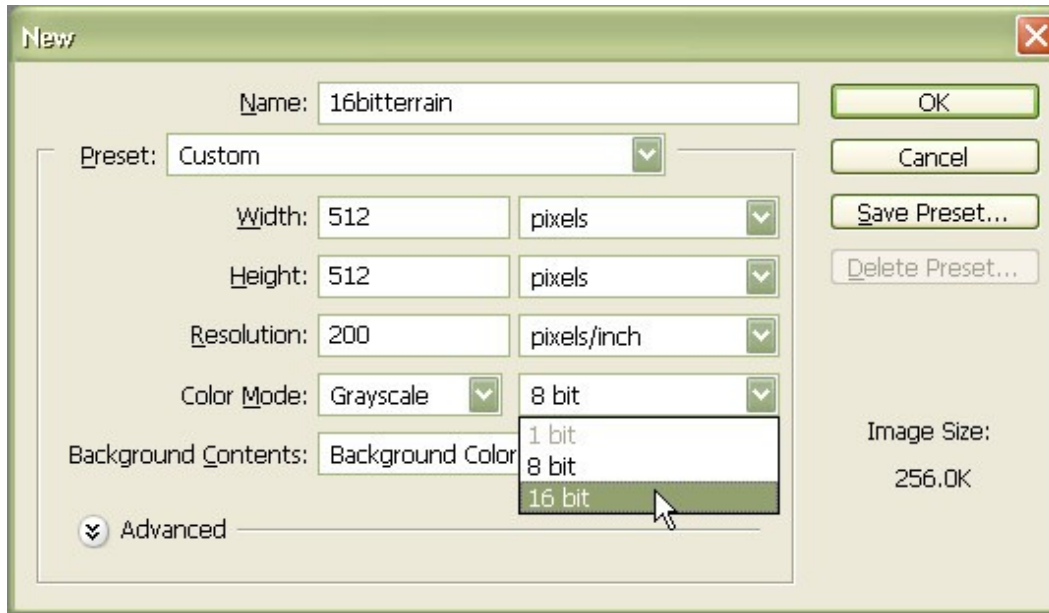 New
Name: 16bitterrain
OK
Preset: Custom
Cancel
Width: 512 pixels
Save Preset...
Height: 512 pixels
Delete Preset...
Resolution: 200 pixels/inch
Color Mode: Grayscale 8 bit
1 bit
8 bit
16 bit
Background Contents: Background Color
Image Size:
256.0K
Advanced